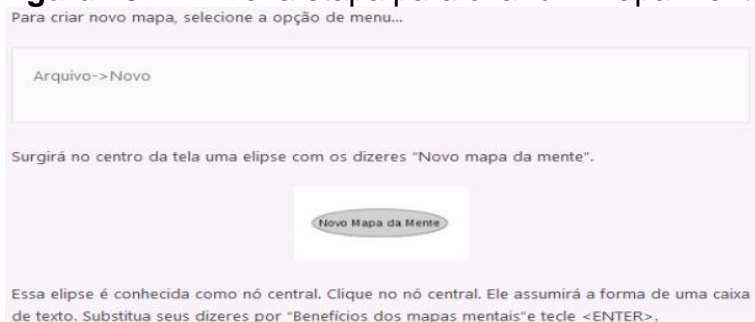 Para criar novo mapa, selecione a opção de menu...
Arquivo->Novo
Surgirá no centro da tela uma elipse com os dizeres “Novo mapa da mente”.
Novo Mapa da Mente
Essa elipse é conhecida como nó central. Clique no nó central. Ele assumirá a forma de uma caixa
de texto. Substitua seus dizeres por “Benefícios dos mapas mentais”e tecle <ENTER>.